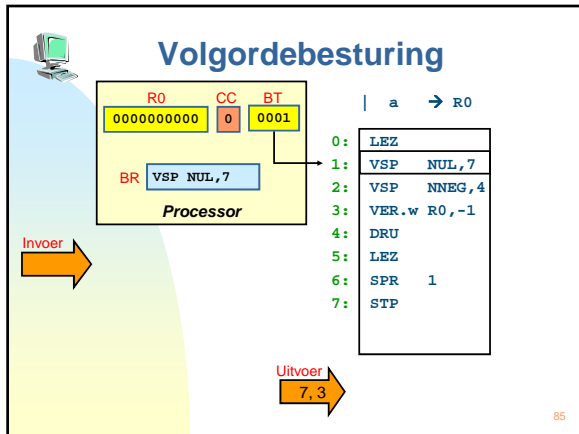 Volgordebesturing
R0 CC BT
0000000000 0 0001
BR VSP NUL,7
Processor
| a → R0
0: LEZ
1: VSP NUL,7
2: VSP NNEG,4
3: VER.w R0,-1
4: DRU
5: LEZ
6: SPR 1
7: STP
Invoer
Uitvoer
7, 3
85